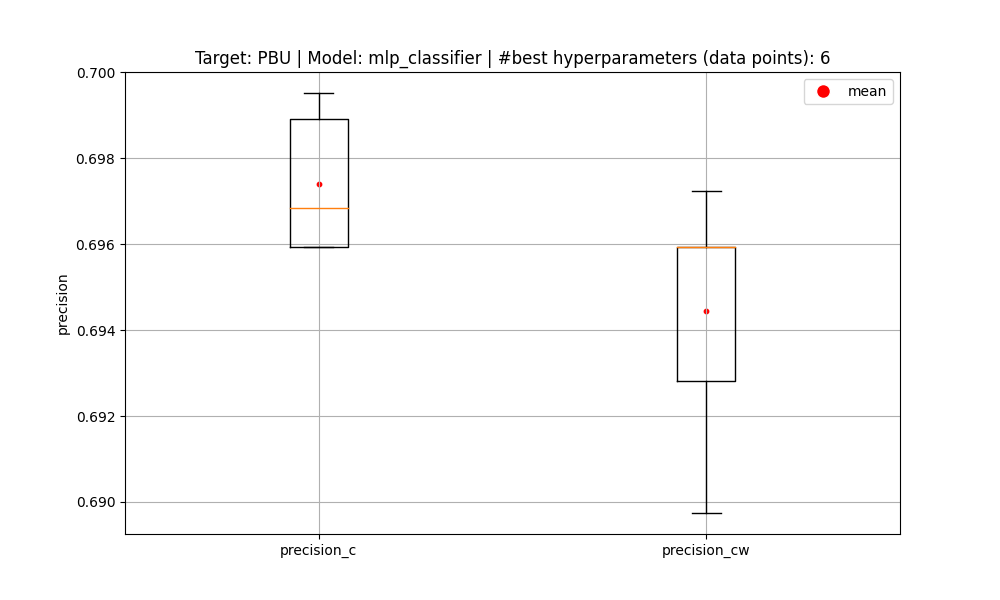 Target: PBU | Model: mlp_classifier | #best hyperparameters (data points): 6
mean
0.700
0.698
0.696
0.694
0.692
0.690
precision
precision_c
precision_cw